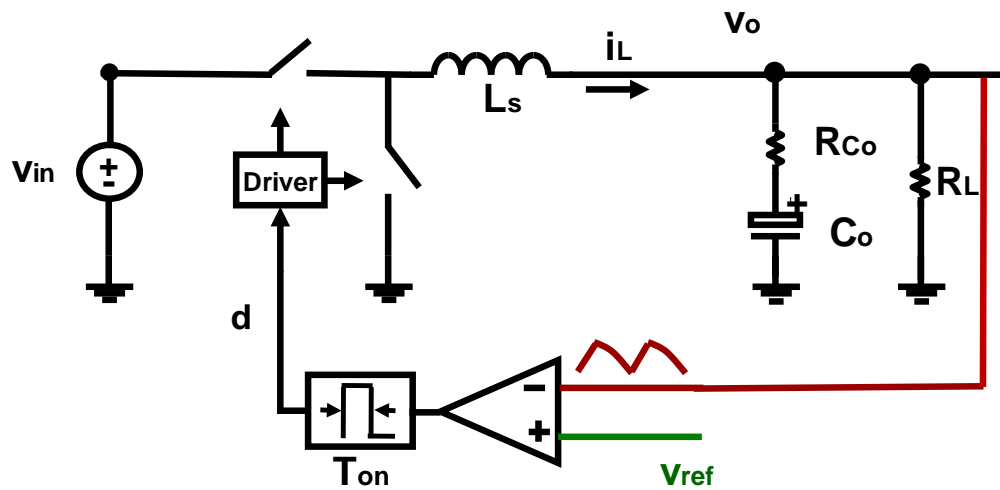 vo
iL
Ls
vin
+
-
Driver
RCo
+
Co
RL
d
-
+
Ton
vref